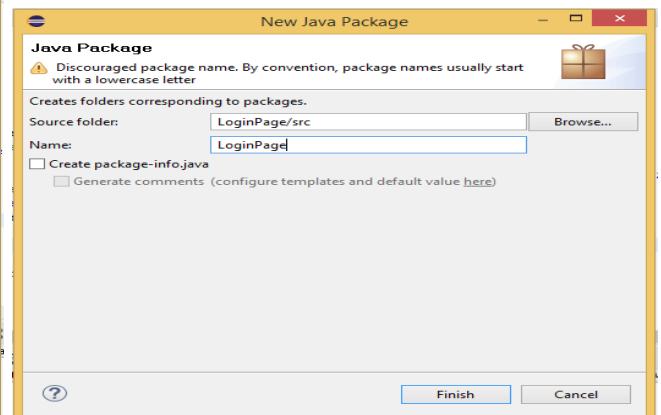 New Java Package
Java Package
Discouraged package name. By convention, package names usually start
with a lowercase letter
Creates folders corresponding to packages.
Source folder: LoginPage/src Browse...
Name: LoginPage
Create package-info.java
Generate comments (configure templates and default value here)
? Finish Cancel